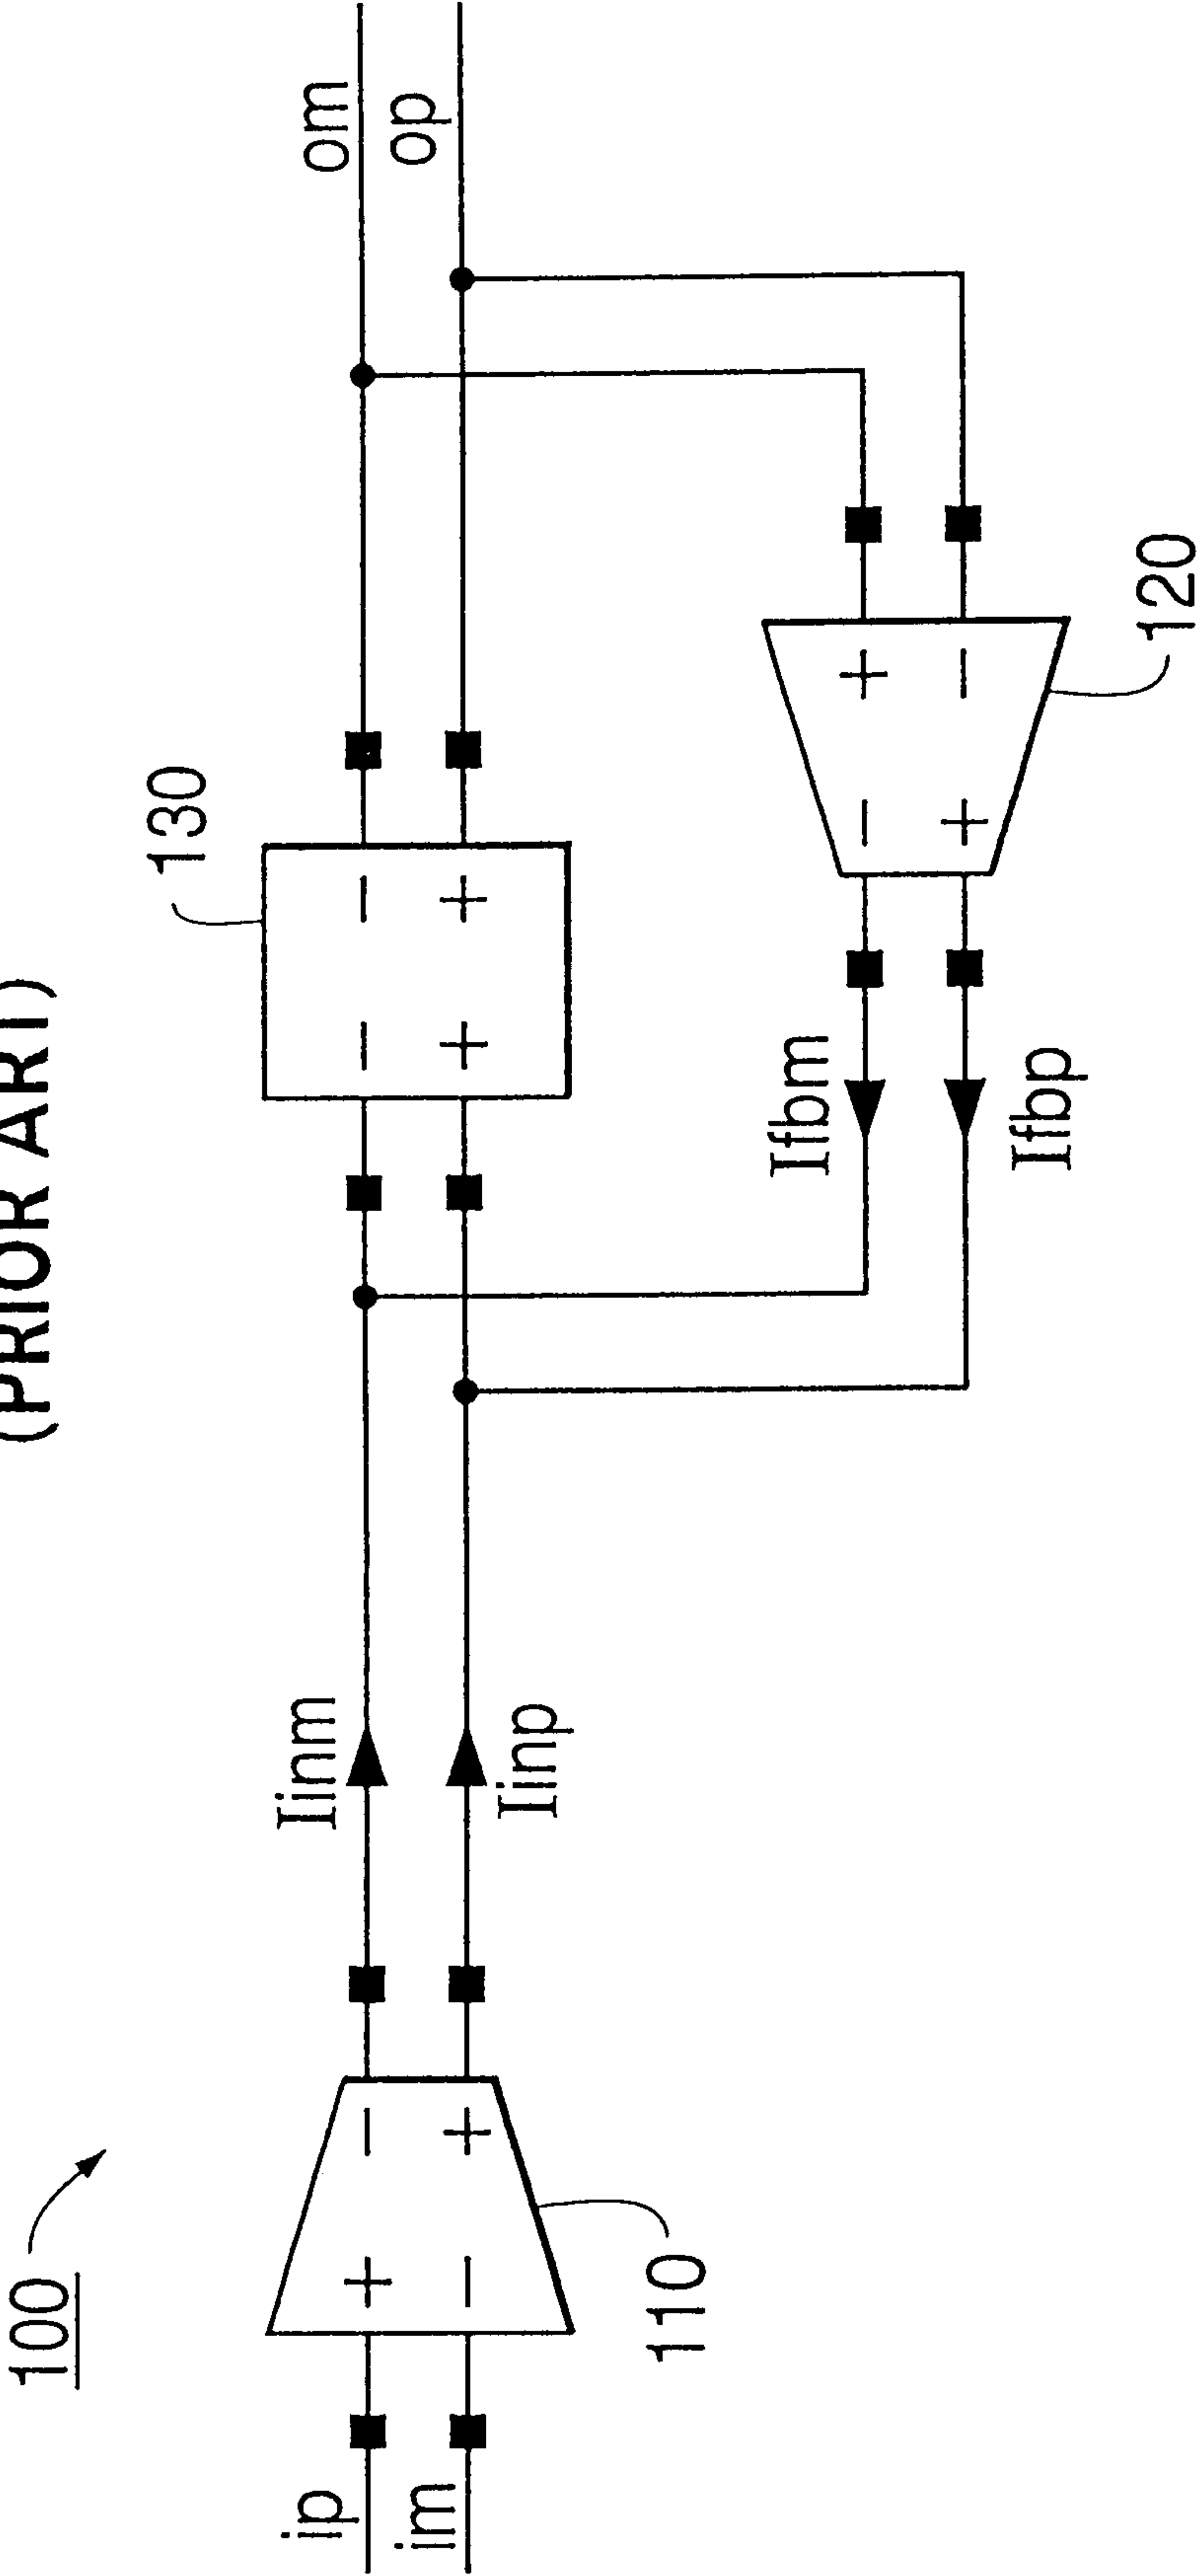 (PRIOR ART)
100
130
om
op
Iinm
Iinp
ip
im
+ −
− +
110
− −
+ +
Ifbm
Ifbp
− +
+ −
120